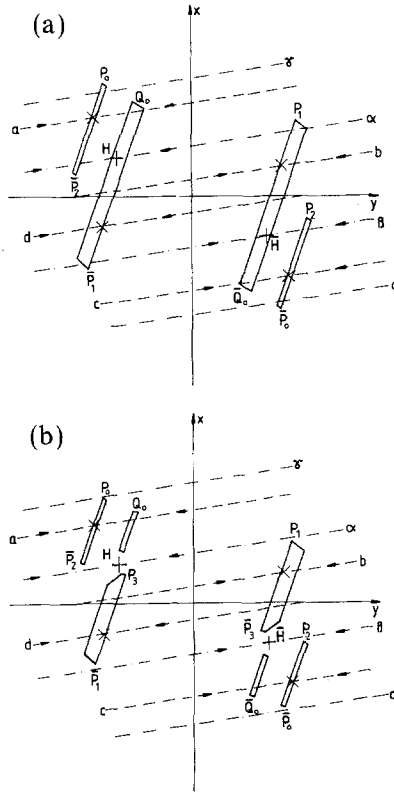 (a)
x
P₀
Q₀
γ
a
P₁
α
H
b
P̄₂
y
P₂
d
β
H̄
P̄₁
Q̄₀
c
P̄₀
(b)
x
P₀
γ
Q₀
a
P₁
α
H
b
P̄₂
P₃
y
P̄₃
H̄
P₂
β
d
P̄₁
c
Q̄₀
P̄₀